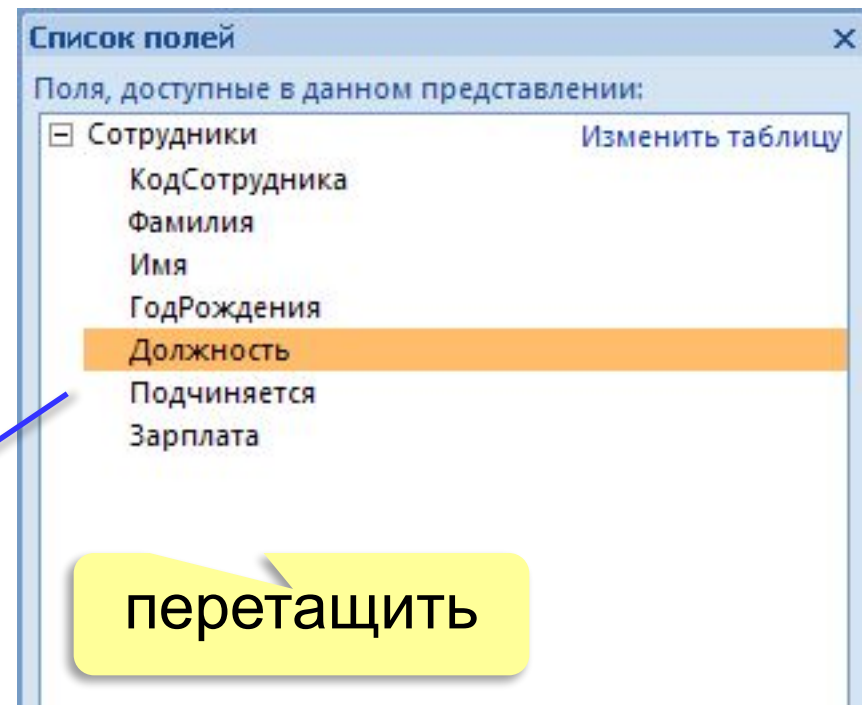 Список полей
Поля, доступные в данном представлении:
Сотрудники Изменить таблицу
КодСотрудника
Фамилия
Имя
ГодРождения
Должность
Подчиняется
Зарплата
перетащить